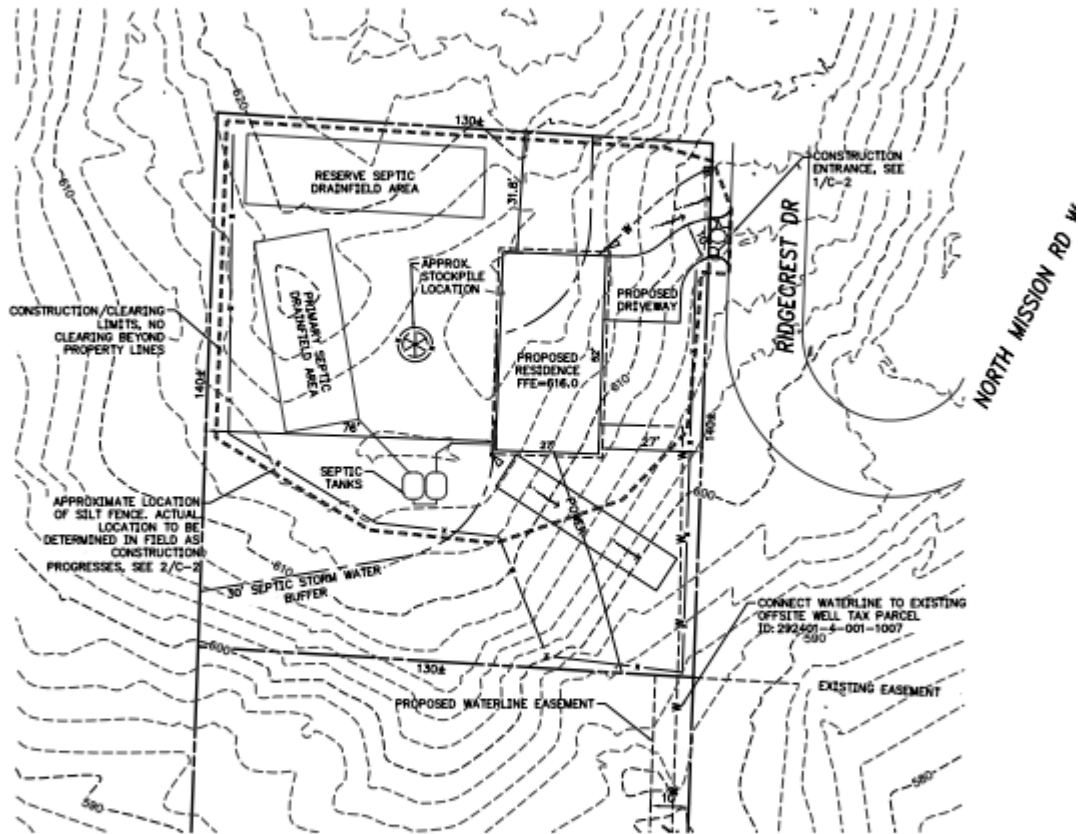 620
130±
CONSTRUCTION
ENTRANCE, SEE
1/C-2
610
RESERVE SEPTIC
DRAINFIELD AREA
31.8'
W
RIDGECREST DR
NORTH MISSION RD W
APPROX.
STOCKPILE
LOCATION
PROPOSED
DRIVEWAY
CONSTRUCTION/CLEARING
LIMITS, NO
CLEARING BEYOND
PROPERTY LINES
PRIMARY SEPTIC
DRAINFIELD AREA
PROPOSED
RESIDENCE
FFE=616.0
52'
610
140±
140±
76'
27'
27'
SEPTIC
TANKS
POWER
600
APPROXIMATE LOCATION
OF SILT FENCE. ACTUAL
LOCATION TO BE
DETERMINED IN FIELD AS
CONSTRUCTION
PROGRESSES, SEE 2/C-2
610
30' SEPTIC STORM WATER
BUFFER
W
CONNECT WATERLINE TO EXISTING
OFFSITE WELL TAX PARCEL
ID: 292401-4-001-1007
590
600
130±
EXISTING EASEMENT
PROPOSED WATERLINE EASEMENT
W
580
590
W
10'